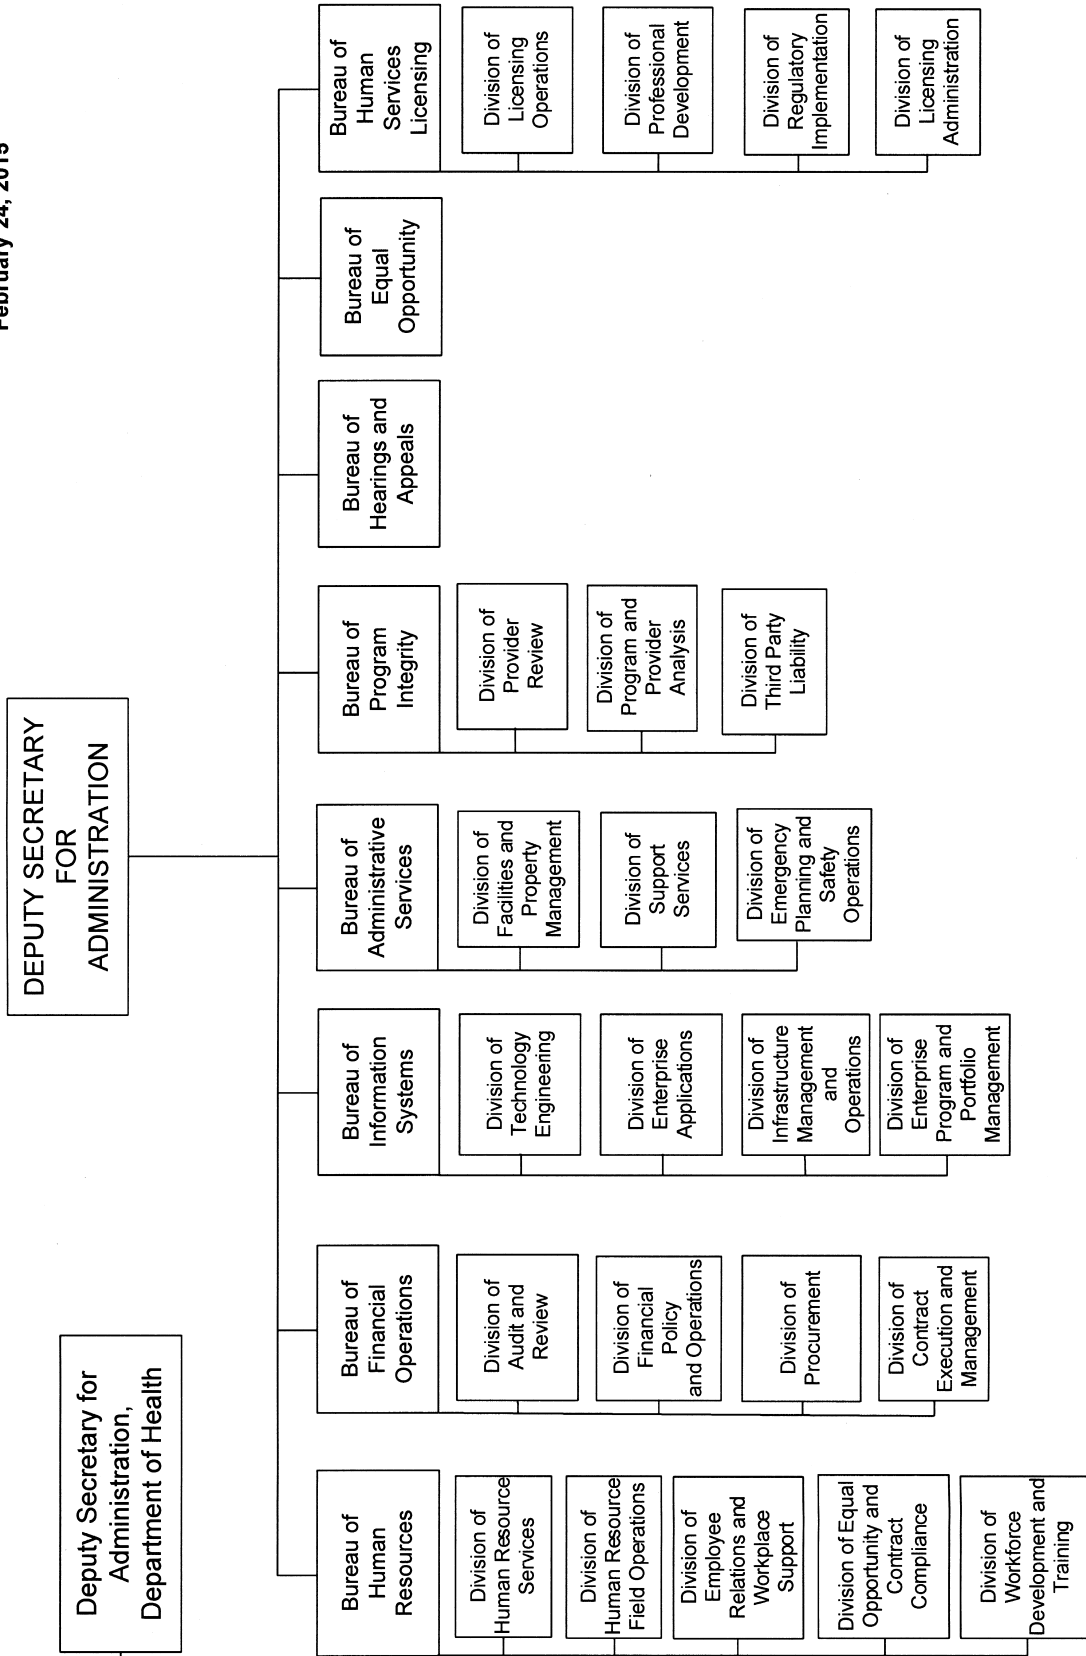 February 24, 2015
DEPUTY SECRETARY
FOR
ADMINISTRATION
Deputy Secretary for
Administration,
Department of Health
Bureau of
Human
Resources
Division of
Human Resource
Services
Division of
Human Resource
Field Operations
Division of
Employee
Relations and
Workplace
Support
Division of Equal
Opportunity and
Contract
Compliance
Division of
Workforce
Development and
Training
Bureau of
Financial
Operations
Division of
Audit and
Review
Division of
Financial
Policy
and Operations
Division of
Procurement
Division of
Contract
Execution and
Management
Bureau of
Information
Systems
Division of
Technology
Engineering
Division of
Enterprise
Applications
Division of
Infrastructure
Management
and
Operations
Division of
Enterprise
Program and
Portfolio
Management
Bureau of
Administrative
Services
Division of
Facilities and
Property
Management
Division of
Support
Services
Division of
Emergency
Planning and
Safety
Operations
Bureau of
Program
Integrity
Division of
Provider
Review
Division of
Program and
Provider
Analysis
Division of
Third Party
Liability
Bureau of
Hearings and
Appeals
Bureau of
Equal
Opportunity
Bureau of
Human
Services
Licensing
Division of
Licensing
Operations
Division of
Professional
Development
Division of
Regulatory
Implementation
Division of
Licensing
Administration